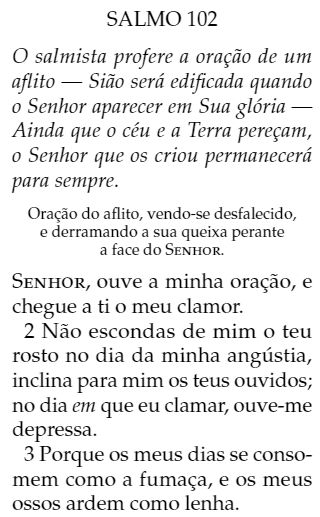 SALMO 102
O salmista profere a oração de um
aflito — Sião será edificada quando
o Senhor aparecer em Sua glória —
Ainda que o céu e a Terra pereçam,
o Senhor que os criou permanecerá
para sempre.
Oração do aflito, vendo-se desfalecido,
e derramando a sua queixa perante
a face do SENHOR.
SENHOR, ouve a minha oração, e
chegue a ti o meu clamor.
2 Não escondas de mim o teu
rosto no dia da minha angústia,
inclina para mim os teus ouvidos;
no dia em que eu clamar, ouve-me
depressa.
3 Porque os meus dias se conso-
mem como a fumaça, e os meus
ossos ardem como lenha.